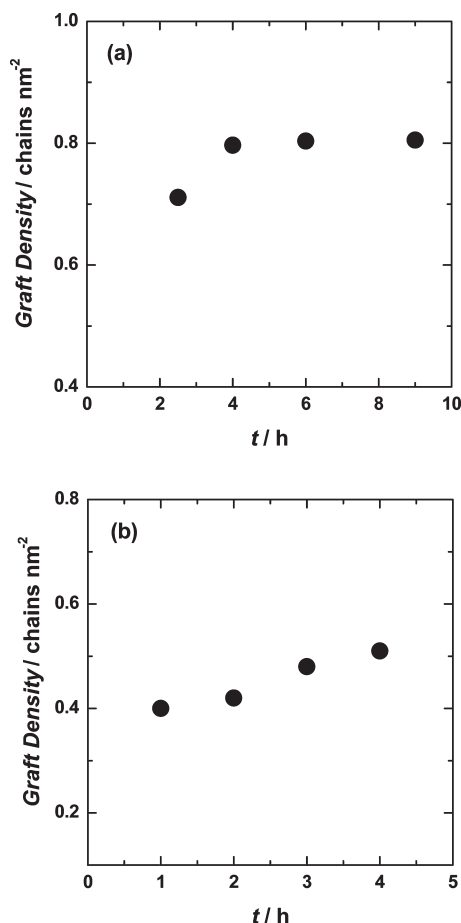 (a)
Graft Density / chains nm⁻²
1.0
0.8
0.6
0.4
0 2 4 6 8 10
t / h
(b)
Graft Density / chains nm⁻²
0.8
0.6
0.4
0.2
0 1 2 3 4 5
t / h